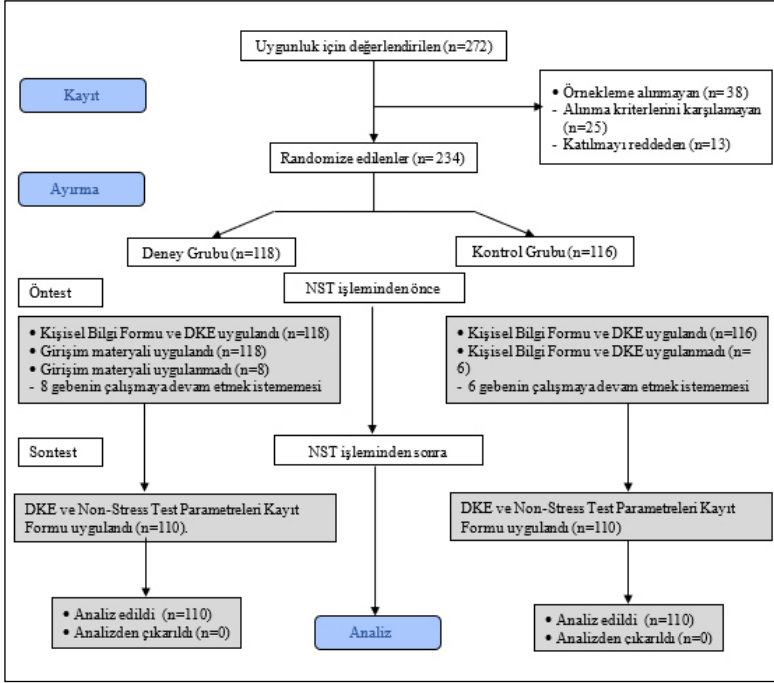 Uygunluk için değerlendirilen (n=272)
Kayıt
• Örnekleme alınmayan (n= 38)
- Alınma kriterlerini karşılamayan
(n=25)
- Katılmayı reddeden (n=13)
Randomize edilenler (n= 234)
Ayırma
Deney Grubu (n=118)
Kontrol Grubu (n=116)
Öntest
NST işleminden önce
• Kişisel Bilgi Formu ve DKE uygulandı (n=118)
• Girişim materyali uygulandı (n=118)
• Girişim materyali uygulanmadı (n=8)
- 8 gebenin çalışmaya devam etmek istememesi
• Kişisel Bilgi Formu ve DKE uygulandı (n=116)
• Kişisel Bilgi Formu ve DKE uygulanmadı (n=
6)
- 6 gebenin çalışmaya devam etmek istememesi
Sontest
NST işleminden sonra
DKE ve Non-Stress Test Parametreleri Kayıt
Formu uygulandı (n=110).
DKE ve Non-Stress Test Parametreleri Kayıt
Formu uygulandı (n=110)
• Analiz edildi (n=110)
• Analizden çıkarıldı (n=0)
Analiz
• Analiz edildi (n=110)
• Analizden çıkarıldı (n=0)